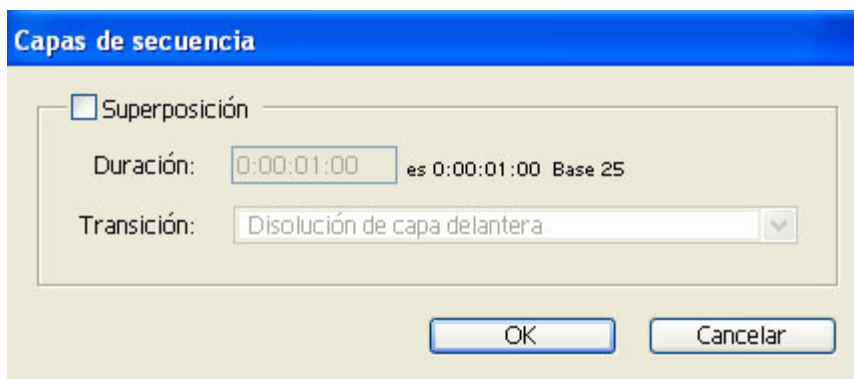 Capas de secuencia
Superposición
Duración: 0:00:01:00 es 0:00:01:00 Base 25
Transición: Disolución de capa delantera
OK Cancelar